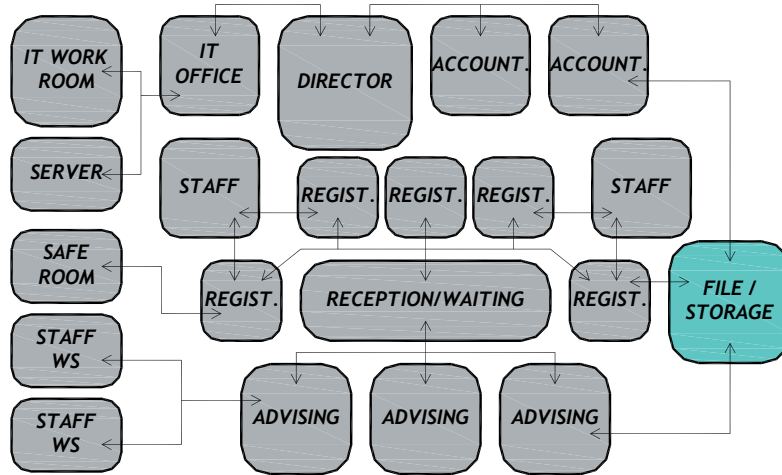 IT WORK
ROOM
IT
OFFICE
DIRECTOR
ACCOUNT.
ACCOUNT.
SERVER
STAFF
REGIST.
REGIST.
REGIST.
STAFF
SAFE
ROOM
REGIST.
RECEPTION/WAITING
REGIST.
FILE /
STORAGE
STAFF
WS
STAFF
WS
ADVISING
ADVISING
ADVISING